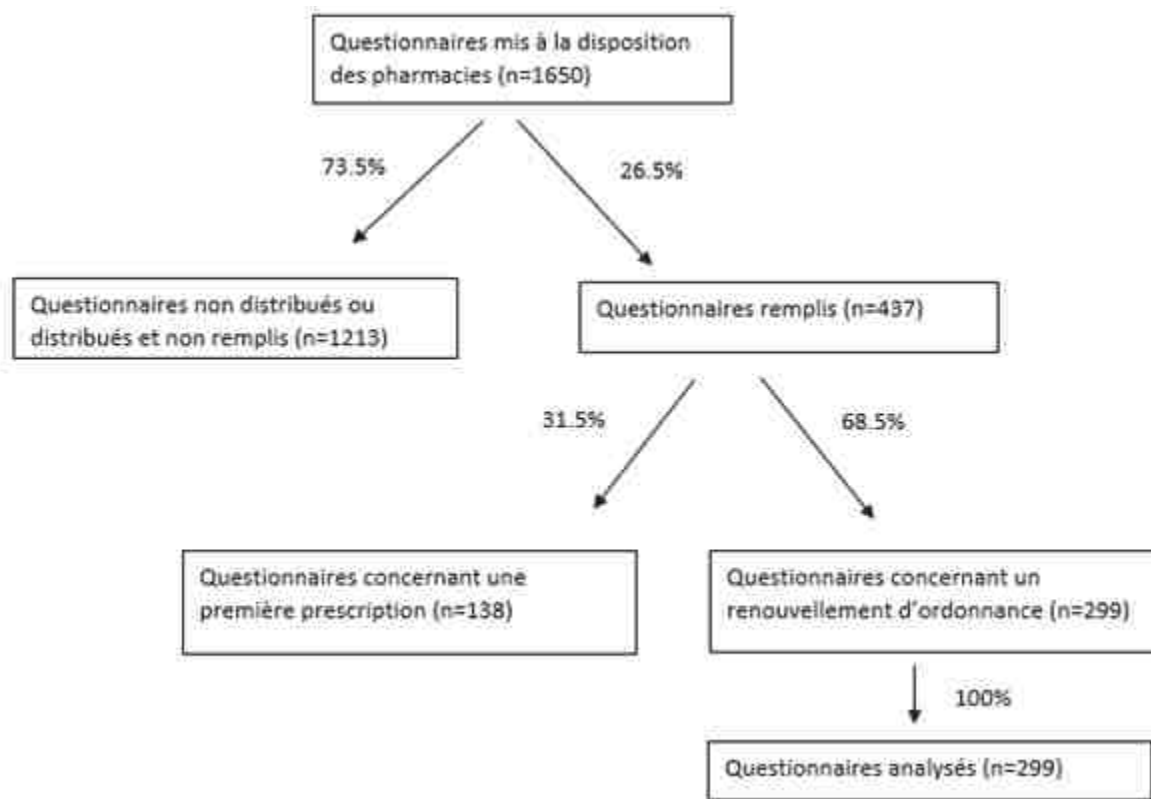 Questionnaires mis à la disposition
des pharmacies (n=1650)
73.5%
26.5%
Questionnaires non distribués ou
distribués et non remplis (n=1213)
Questionnaires remplis (n=437)
31.5%
68.5%
Questionnaires concernant une
première prescription (n=138)
Questionnaires concernant un
renouvellement d'ordonnance (n=299)
100%
Questionnaires analysés (n=299)